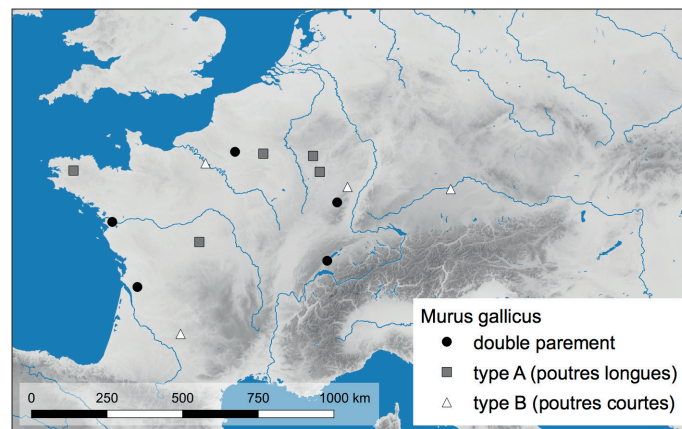 Murus gallicus
double parement
type A (poutres longues)
type B (poutres courtes)
0 250 500 750 1000 km